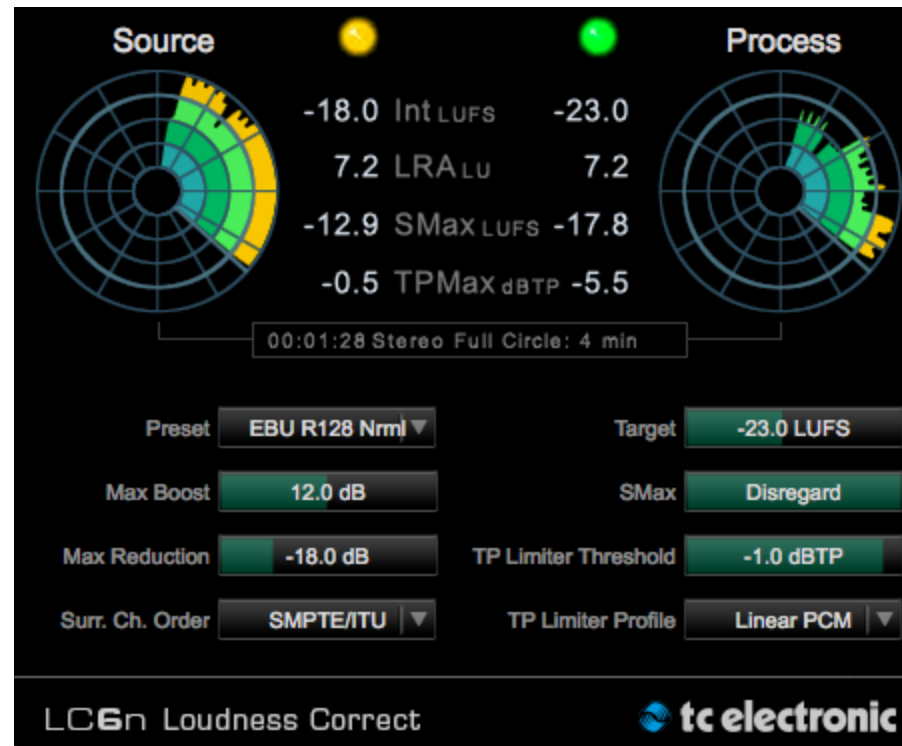 Source Process
-18.0 Int LUFS -23.0
7.2 LRA LU 7.2
-12.9 SMax LUFS -17.8
-0.5 TPMax dBTP -5.5
00:01:28 Stereo Full Circle: 4 min
Preset EBU R128 Nrml Target -23.0 LUFS
Max Boost 12.0 dB SMax Disregard
Max Reduction -18.0 dB TP Limiter Threshold -1.0 dBTP
Surr. Ch. Order SMPTE/ITU TP Limiter Profile Linear PCM
LC6n Loudness Correct tc electronic